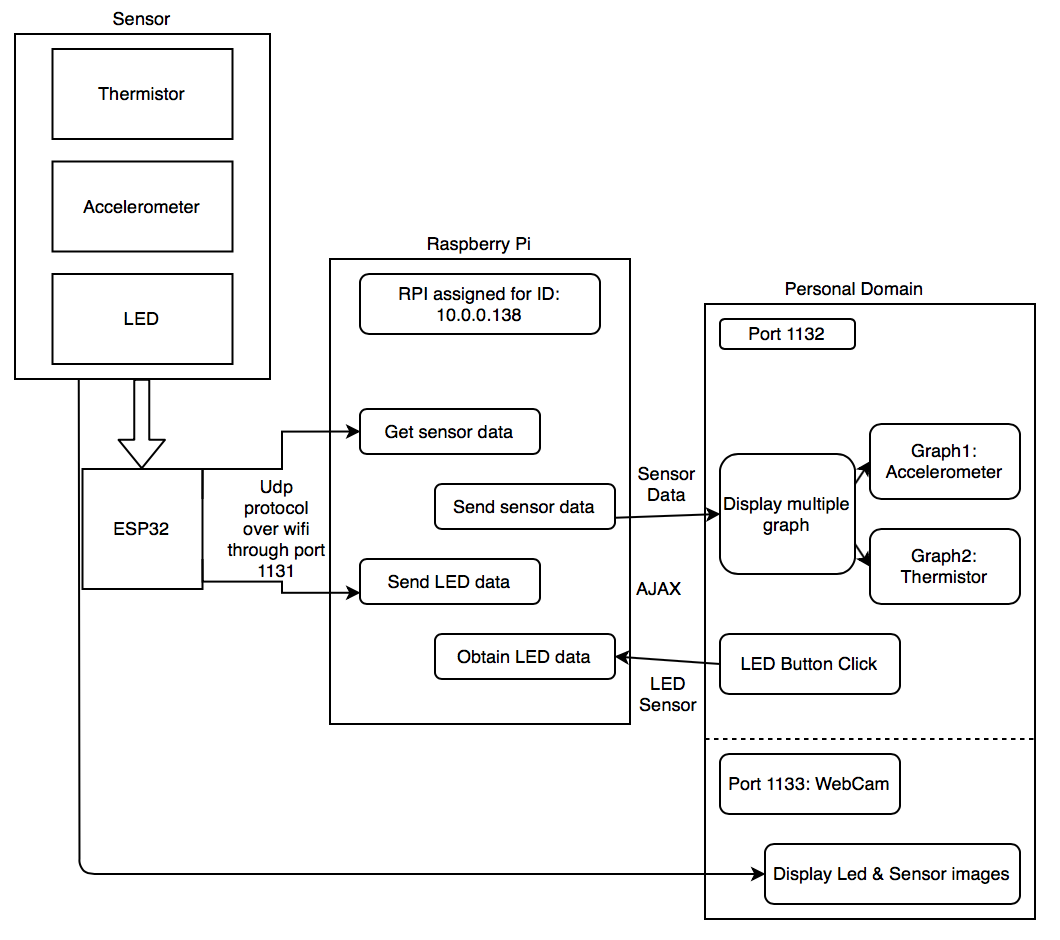 Sensor
Thermistor
Accelerometer
LED
ESP32
Udp
protocol
over wifi
through port
1131
Raspberry Pi
RPI assigned for ID:
10.0.0.138
Get sensor data
Send sensor data
Send LED data
Obtain LED data
Sensor
Data
AJAX
LED
Sensor
Personal Domain
Port 1132
Display multiple
graph
Graph1:
Accelerometer
Graph2:
Thermistor
LED Button Click
Port 1133: WebCam
Display Led & Sensor images